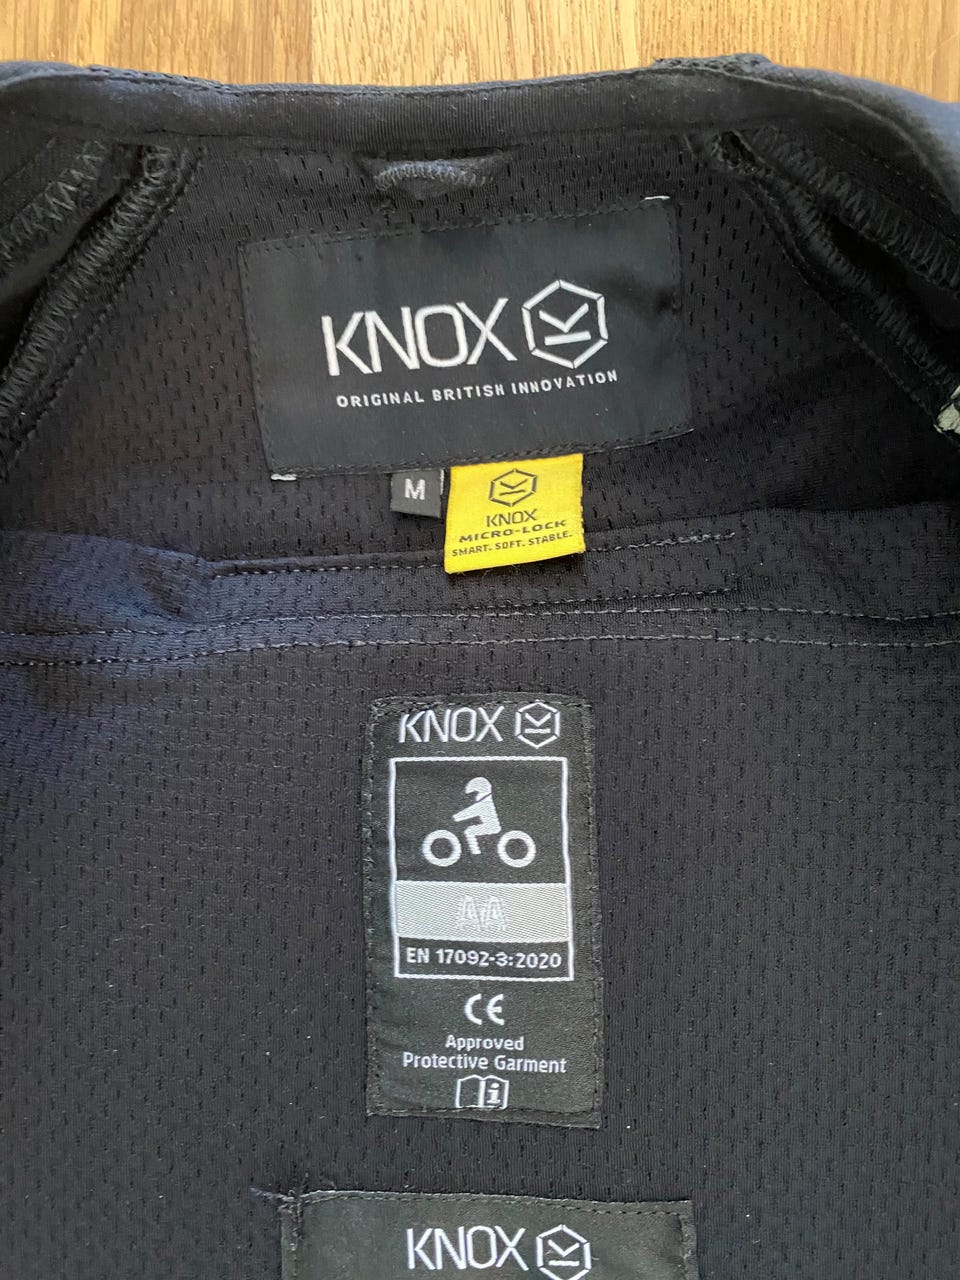 KNOX
ORIGINAL BRITISH INNOVATION
M
KNOX
MICRO-LOCK
SMART. SOFT. STABLE.
KNOX
AA
EN 17092-3:2020
CE
Approved
Protective Garment
i
KNOX